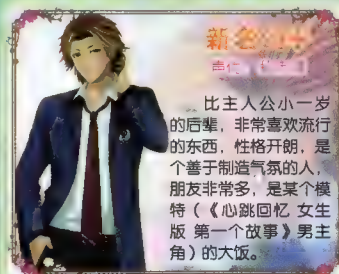 新名
比主人公小一岁
的后辈，非常喜欢流行
的东西，性格开朗，是
个善于制造气氛的人，
朋友非常多，是某个模
特（《心跳回忆 女生
版 第一个故事》男主
角）的大饭。